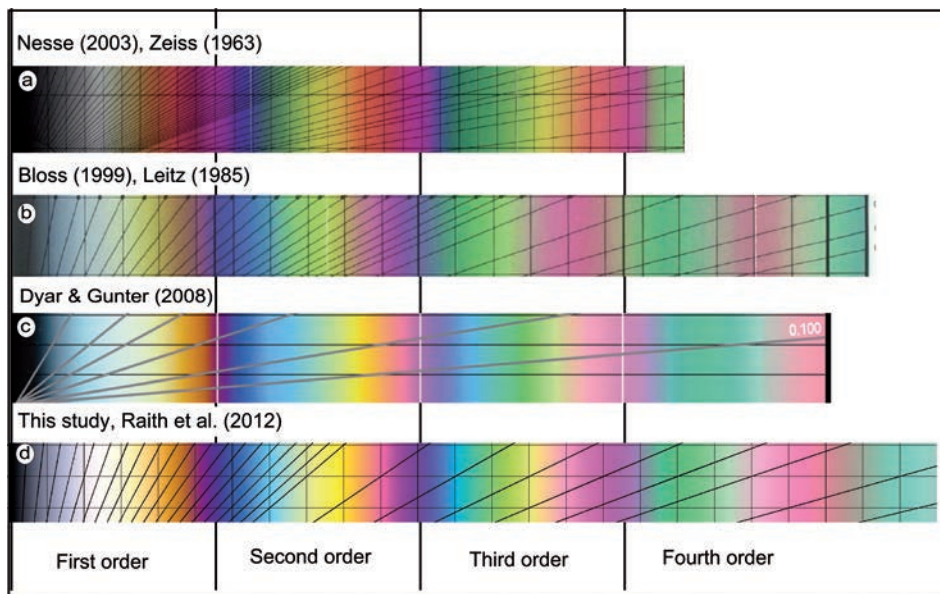 Nesse (2003), Zeiss (1963)
a
Bloss (1999), Leitz (1985)
b
Dyar & Gunter (2008)
c
0.100
This study, Raith et al. (2012)
d
First order
Second order
Third order
Fourth order